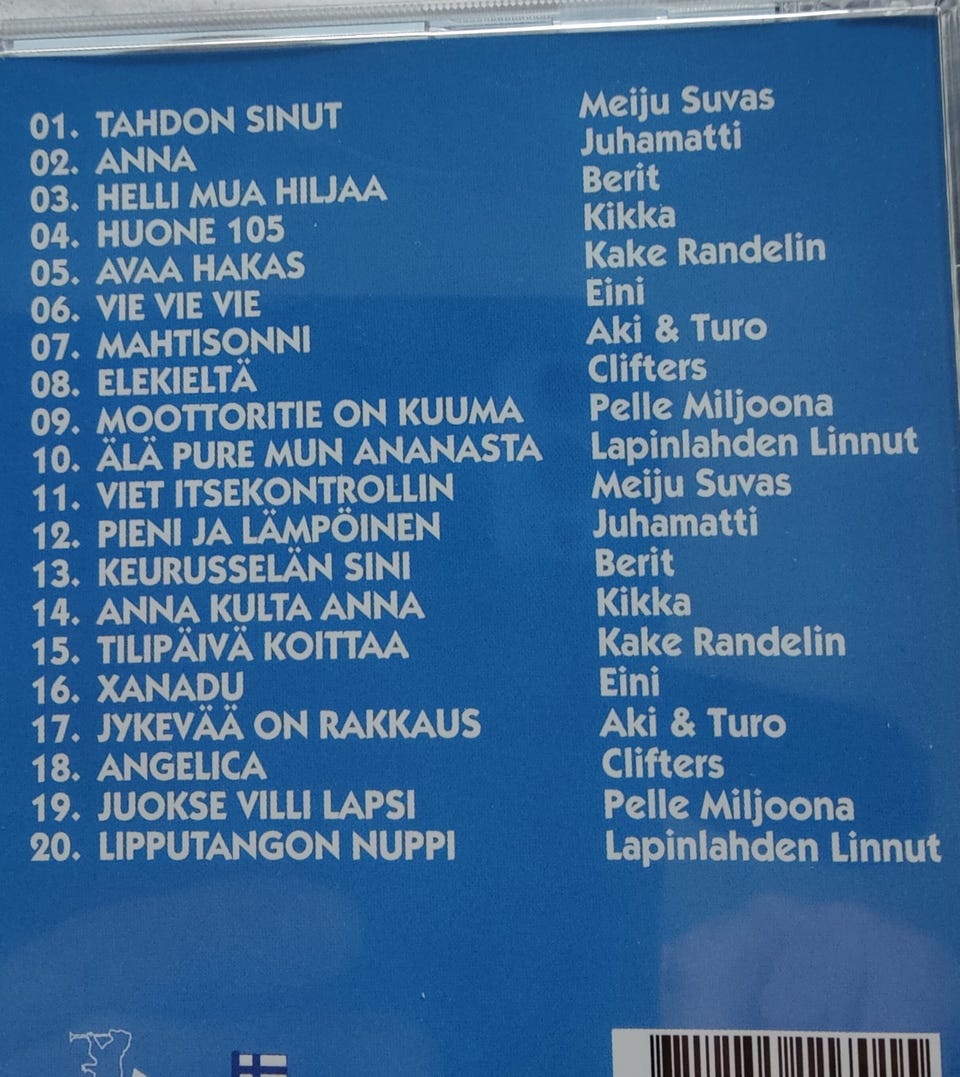 01. TAHDON SINUT Meiju Suvas
02. ANNA Juhamatti
03. HELLI MUA HILJAA Berit
04. HUONE 105 Kikka
05. AVAA HAKAS Kake Randelin
06. VIE VIE VIE Eini
07. MAHTISONNI Aki & Turo
08. ELEKIELTÄ Clifters
09. MOOTTORITIE ON KUUMA Pelle Miljoona
10. ÄLÄ PURE MUN ANANASTA Lapinlahden Linnut
11. VIET ITSEKONTROLLIN Meiju Suvas
12. PIENI JA LÄMPÖINEN Juhamatti
13. KEURUSSELÄN SINI Berit
14. ANNA KULTA ANNA Kikka
15. TILIPÄIVÄ KOITTAA Kake Randelin
16. XANADU Eini
17. JYKEVÄÄ ON RAKKAUS Aki & Turo
18. ANGELICA Clifters
19. JUOKSE VILLI LAPSI Pelle Miljoona
20. LIPPUTANGON NUPPI Lapinlahden Linnut